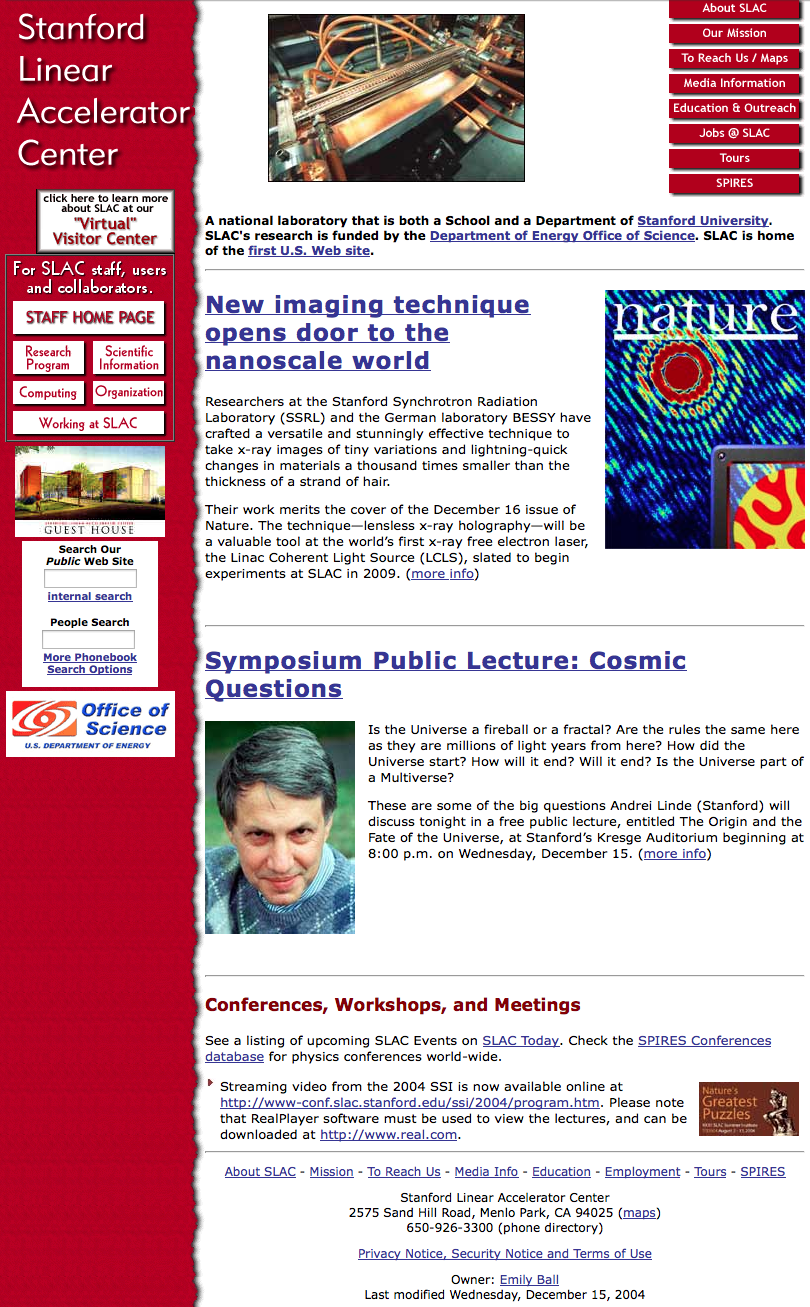 Stanford
Linear
Accelerator
Center
click here to learn more
about SLAC at our
"Virtual"
Visitor Center
For SLAC staff, users
and collaborators.
STAFF HOME PAGE
Research
Program
Scientific
Information
Computing
Organization
Working at SLAC
STANFORD LINEAR ACCELERATOR CENTER
GUEST HOUSE
Search Our
Public Web Site
internal search
People Search
More Phonebook
Search Options
Office of
Science
U.S. DEPARTMENT OF ENERGY
About SLAC
Our Mission
To Reach Us / Maps
Media Information
Education & Outreach
Jobs @ SLAC
Tours
SPIRES
A national laboratory that is both a School and a Department of Stanford University.
SLAC's research is funded by the Department of Energy Office of Science. SLAC is home
of the first U.S. Web site.
New imaging technique
opens door to the
nanoscale world
nature
Researchers at the Stanford Synchrotron Radiation
Laboratory (SSRL) and the German laboratory BESSY have
crafted a versatile and stunningly effective technique to
take x-ray images of tiny variations and lightning-quick
changes in materials a thousand times smaller than the
thickness of a strand of hair.
Their work merits the cover of the December 16 issue of
Nature. The technique—lensless x-ray holography—will be
a valuable tool at the world's first x-ray free electron laser,
the Linac Coherent Light Source (LCLS), slated to begin
experiments at SLAC in 2009. (more info)
Symposium Public Lecture: Cosmic
Questions
Is the Universe a fireball or a fractal? Are the rules the same here
as they are millions of light years from here? How did the
Universe start? How will it end? Will it end? Is the Universe part of
a Multiverse?
These are some of the big questions Andrei Linde (Stanford) will
discuss tonight in a free public lecture, entitled The Origin and the
Fate of the Universe, at Stanford's Kresge Auditorium beginning at
8:00 p.m. on Wednesday, December 15. (more info)
Conferences, Workshops, and Meetings
See a listing of upcoming SLAC Events on SLAC Today. Check the SPIRES Conferences
database for physics conferences world-wide.
Streaming video from the 2004 SSI is now available online at
http://www-conf.slac.stanford.edu/ssi/2004/program.htm. Please note
that RealPlayer software must be used to view the lectures, and can be
downloaded at http://www.real.com.
Nature's
Greatest
Puzzles
About SLAC - Mission - To Reach Us - Media Info - Education - Employment - Tours - SPIRES
Stanford Linear Accelerator Center
2575 Sand Hill Road, Menlo Park, CA 94025 (maps)
650-926-3300 (phone directory)
Privacy Notice, Security Notice and Terms of Use
Owner: Emily Ball
Last modified Wednesday, December 15, 2004